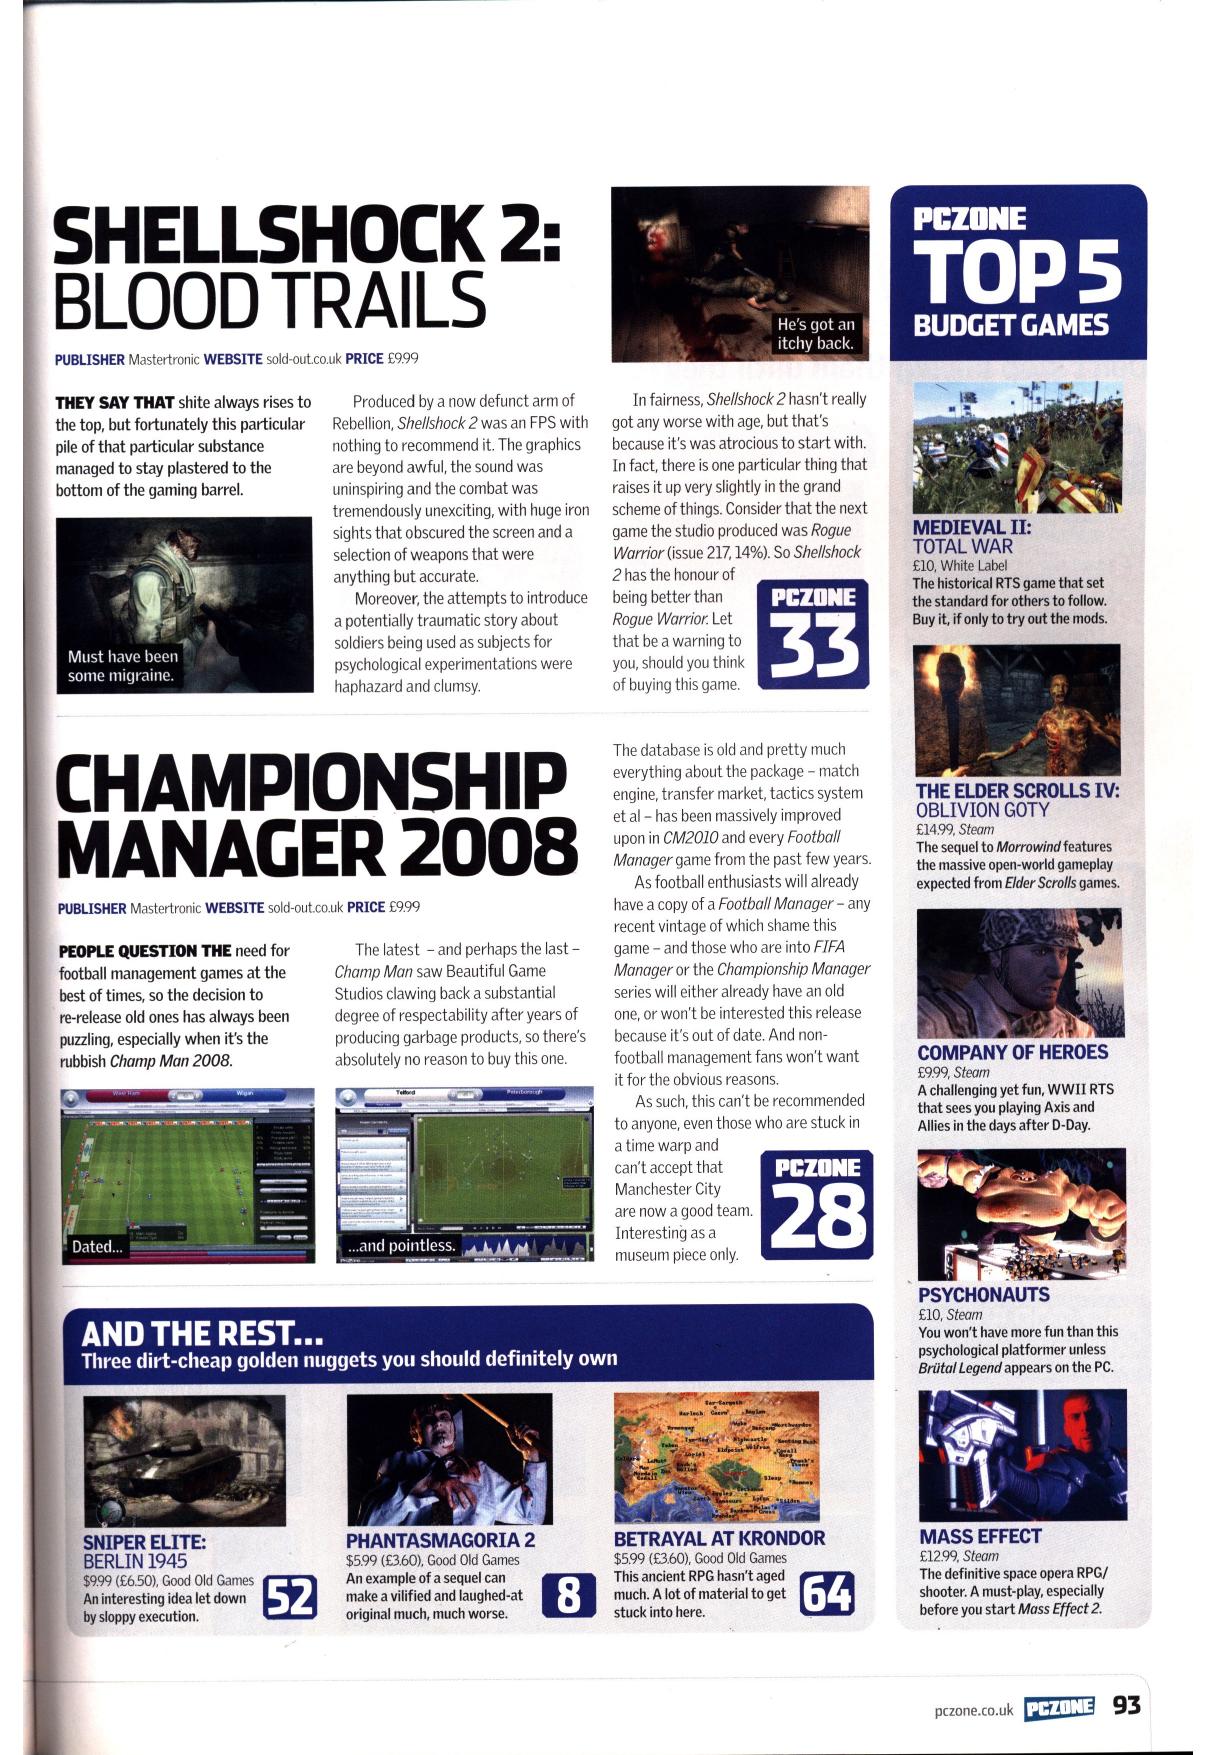 SHELLSHOCK 2:
BLOOD TRAILS
PUBLISHER Mastertronic WEBSITE sold-out.co.uk PRICE £9.99
THEY SAY THAT shite always rises to
the top, but fortunately this particular
pile of that particular substance
managed to stay plastered to the
bottom of the gaming barrel.
Must have been
some migraine.
Produced by a now defunct arm of
Rebellion, Shellshock 2 was an FPS with
nothing to recommend it. The graphics
are beyond awful, the sound was
uninspiring and the combat was
tremendously unexciting, with huge iron
sights that obscured the screen and a
selection of weapons that were
anything but accurate.
Moreover, the attempts to introduce
a potentially traumatic story about
soldiers being used as subjects for
psychological experimentations were
haphazard and clumsy.
He's got an
itchy back.
In fairness, Shellshock 2 hasn't really
got any worse with age, but that's
because it's was atrocious to start with.
In fact, there is one particular thing that
raises it up very slightly in the grand
scheme of things. Consider that the next
game the studio produced was Rogue
Warrior (issue 217, 14%). So Shellshock
2 has the honour of
being better than
Rogue Warrior. Let
that be a warning to
you, should you think
of buying this game.
PCZONE
33
CHAMPIONSHIP
MANAGER 2008
PUBLISHER Mastertronic WEBSITE sold-out.co.uk PRICE £9.99
PEOPLE QUESTION THE need for
football management games at the
best of times, so the decision to
re-release old ones has always been
puzzling, especially when it's the
rubbish Champ Man 2008.
West Ham
Wigan
Dated...
The latest – and perhaps the last –
Champ Man saw Beautiful Game
Studios clawing back a substantial
degree of respectability after years of
producing garbage products, so there's
absolutely no reason to buy this one.
Telford
Peterborough
...and pointless.
The database is old and pretty much
everything about the package – match
engine, transfer market, tactics system
et al – has been massively improved
upon in CM2010 and every Football
Manager game from the past few years.
As football enthusiasts will already
have a copy of a Football Manager – any
recent vintage of which shame this
game – and those who are into FIFA
Manager or the Championship Manager
series will either already have an old
one, or won't be interested this release
because it's out of date. And non-
football management fans won't want
it for the obvious reasons.
As such, this can't be recommended
to anyone, even those who are stuck in
a time warp and
can't accept that
Manchester City
are now a good team.
Interesting as a
museum piece only.
PCZONE
28
AND THE REST...
Three dirt-cheap golden nuggets you should definitely own
SNIPER ELITE:
BERLIN 1945
$9.99 (£6.50), Good Old Games
An interesting idea let down
by sloppy execution.
52
PHANTASMAGORIA 2
$5.99 (£3.60), Good Old Games
An example of a sequel can
make a vilified and laughed-at
original much, much worse.
8
BETRAYAL AT KRONDOR
$5.99 (£3.60), Good Old Games
This ancient RPG hasn't aged
much. A lot of material to get
stuck into here.
64
PCZONE
TOP 5
BUDGET GAMES
MEDIEVAL II:
TOTAL WAR
£10, White Label
The historical RTS game that set
the standard for others to follow.
Buy it, if only to try out the mods.
THE ELDER SCROLLS IV:
OBLIVION GOTY
£14.99, Steam
The sequel to Morrowind features
the massive open-world gameplay
expected from Elder Scrolls games.
COMPANY OF HEROES
£9.99, Steam
A challenging yet fun, WWII RTS
that sees you playing Axis and
Allies in the days after D-Day.
PSYCHONAUTS
£10, Steam
You won't have more fun than this
psychological platformer unless
Brütal Legend appears on the PC.
MASS EFFECT
£12.99, Steam
The definitive space opera RPG/
shooter. A must-play, especially
before you start Mass Effect 2.
pczone.co.uk PCZONE 93